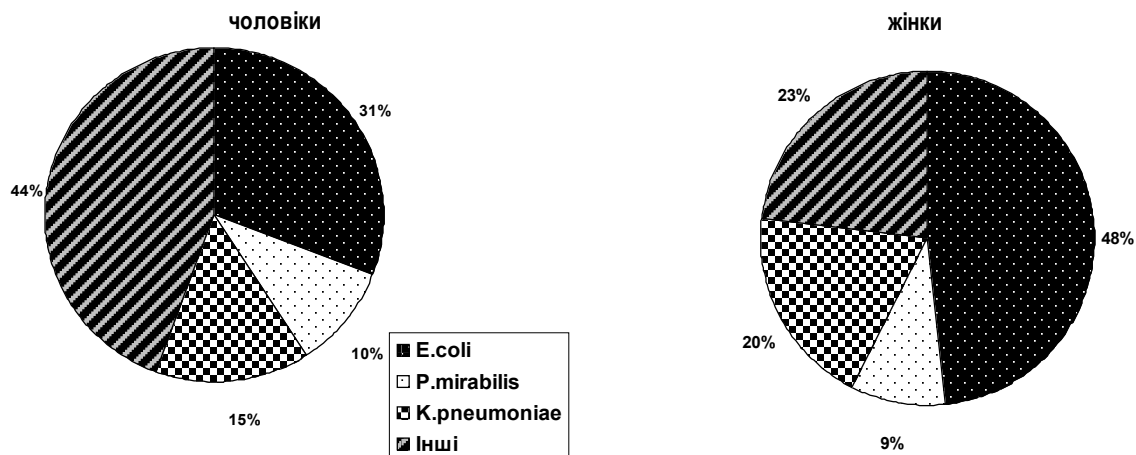 чоловіки
31%
44%
10%
15%
E.coli
P.mirabilis
K.pneumoniae
Інші
жінки
23%
48%
20%
9%